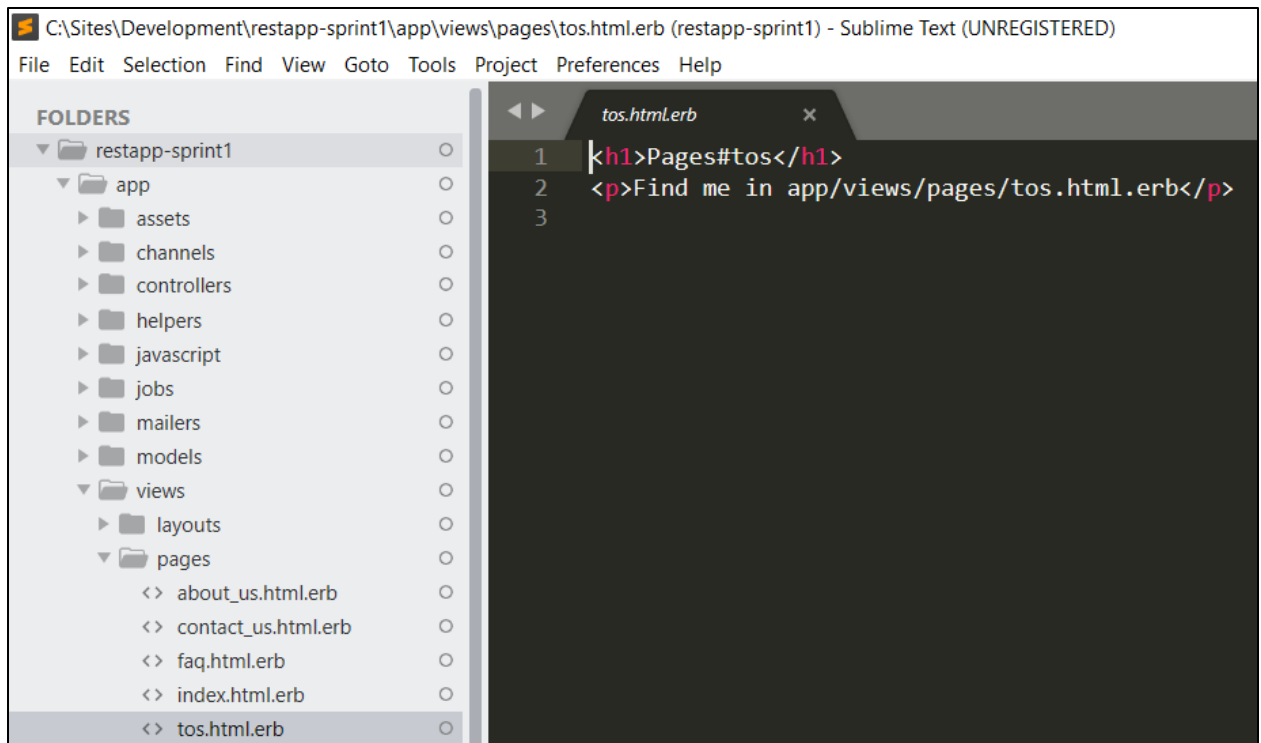 C:\Sites\Development\restapp-sprint1\app\views\pages\tos.html.erb (restapp-sprint1) - Sublime Text (UNREGISTERED)
File Edit Selection Find View Goto Tools Project Preferences Help
FOLDERS
restapp-sprint1
app
assets
channels
controllers
helpers
javascript
jobs
mailers
models
views
layouts
pages
about_us.html.erb
contact_us.html.erb
faq.html.erb
index.html.erb
tos.html.erb
tos.html.erb
1 <h1>Pages#tos</h1>
2 <p>Find me in app/views/pages/tos.html.erb</p>
3